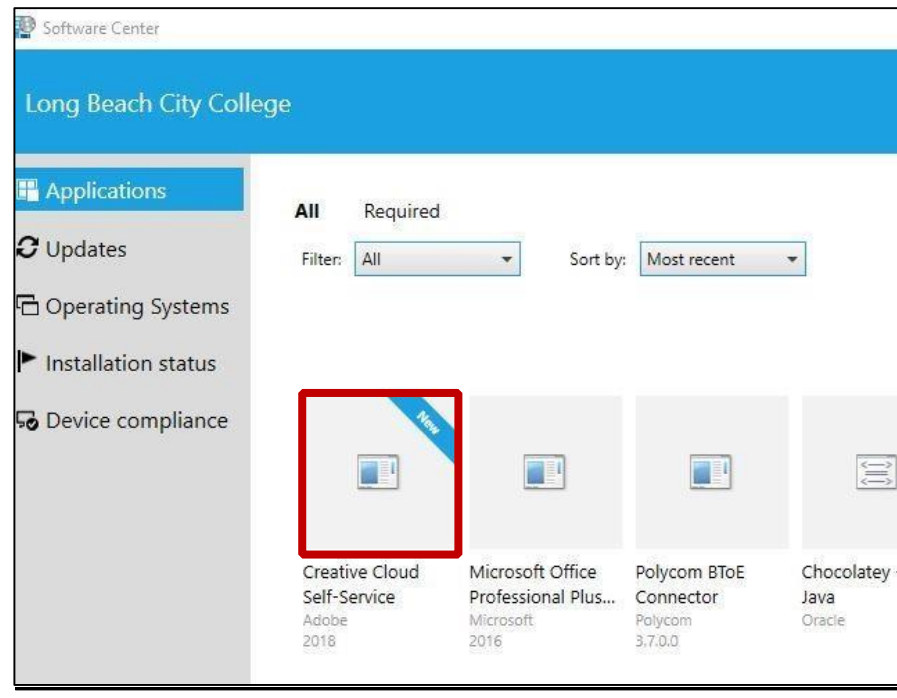 Software Center
Long Beach City College
Applications
Updates
Operating Systems
Installation status
Device compliance
All Required
Filter: All Sort by: Most recent
New
Creative Cloud
Self-Service
Adobe
2018
Microsoft Office
Professional Plus...
Microsoft
2016
Polycom BToE
Connector
Polycom
3.7.0.0
Chocolatey -
Java
Oracle